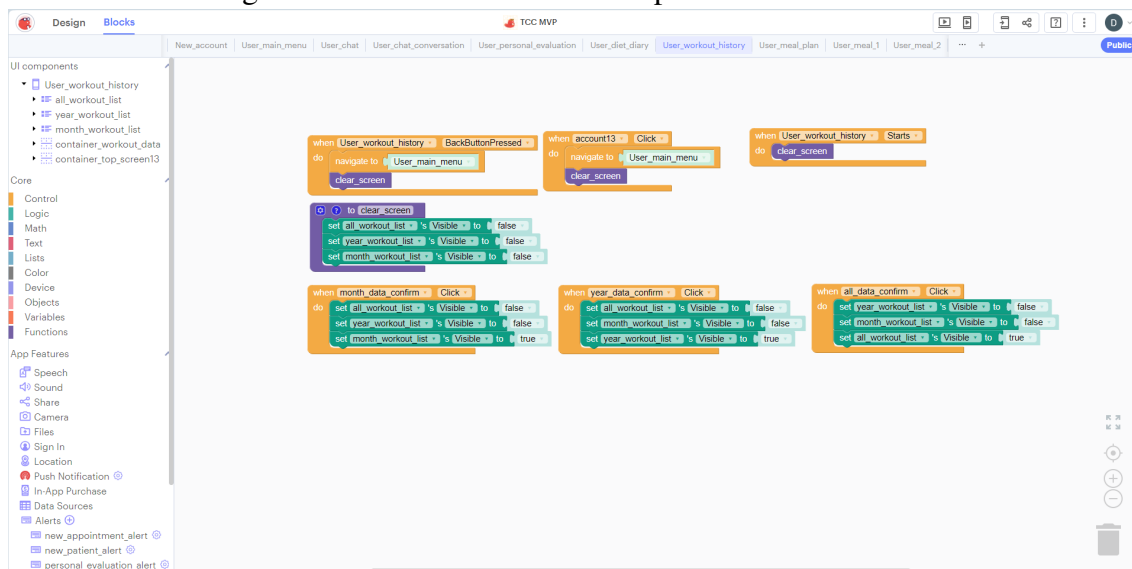 Design Blocks TCC MVP D
New_account User_main_menu User_chat User_chat_conversation User_personal_evaluation User_diet_diary User_workout_history User_meal_plan User_meal_1 User_meal_2 ... + Public
UI components
User_workout_history
all_workout_list
year_workout_list
month_workout_list
container_workout_data
container_top_screen13
Core
Control
Logic
Math
Text
Lists
Color
Device
Objects
Variables
Functions
App Features
Speech
Sound
Share
Camera
Files
Sign In
Location
Push Notification
In-App Purchase
Data Sources
Alerts
new_appointment_alert
new_patient_alert
personal evaluation alert
when User_workout_history BackButtonPressed
do navigate to User_main_menu
clear_screen
when account13 Click
do navigate to User_main_menu
clear_screen
when User_workout_history Starts
do clear_screen
? to clear_screen
set all_workout_list 's Visible to false
set year_workout_list 's Visible to false
set month_workout_list 's Visible to false
when month_data_confirm Click
do set all_workout_list 's Visible to false
set year_workout_list 's Visible to false
set month_workout_list 's Visible to true
when year_data_confirm Click
do set all_workout_list 's Visible to false
set month_workout_list 's Visible to false
set year_workout_list 's Visible to true
when all_data_confirm Click
do set year_workout_list 's Visible to false
set month_workout_list 's Visible to false
set all_workout_list 's Visible to true